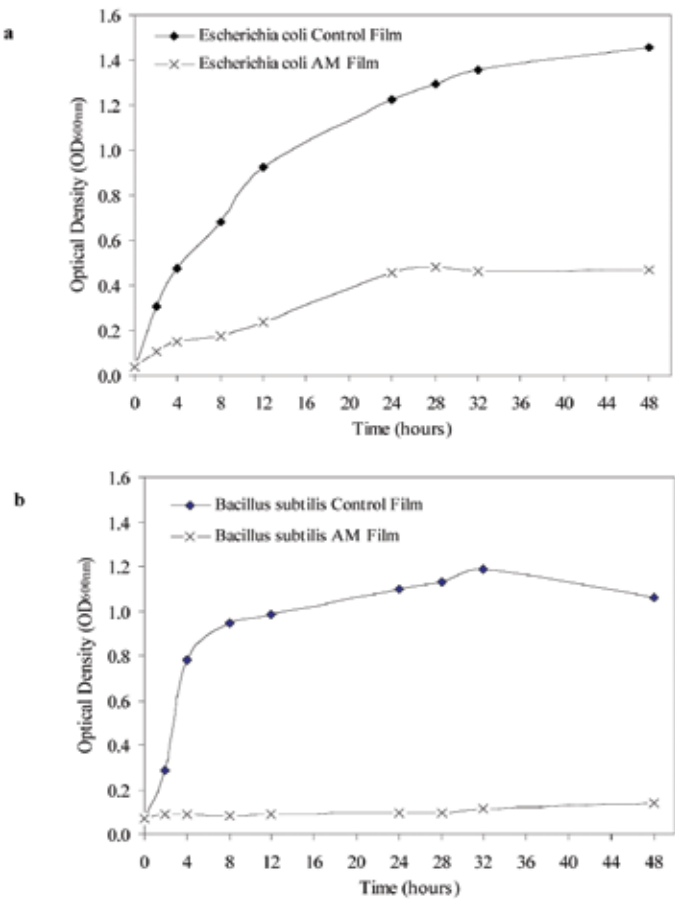 a
Escherichia coli Control Film
Escherichia coli AM Film
Optical Density (OD600nm)
1.6
1.4
1.2
1.0
0.8
0.6
0.4
0.2
0.0
0 4 8 12 16 20 24 28 32 36 40 44 48
Time (hours)
b
Bacillus subtilis Control Film
Bacillus subtilis AM Film
Optical Density (OD600nm)
1.6
1.4
1.2
1.0
0.8
0.6
0.4
0.2
0.0
0 4 8 12 16 20 24 28 32 36 40 44 48
Time (hours)